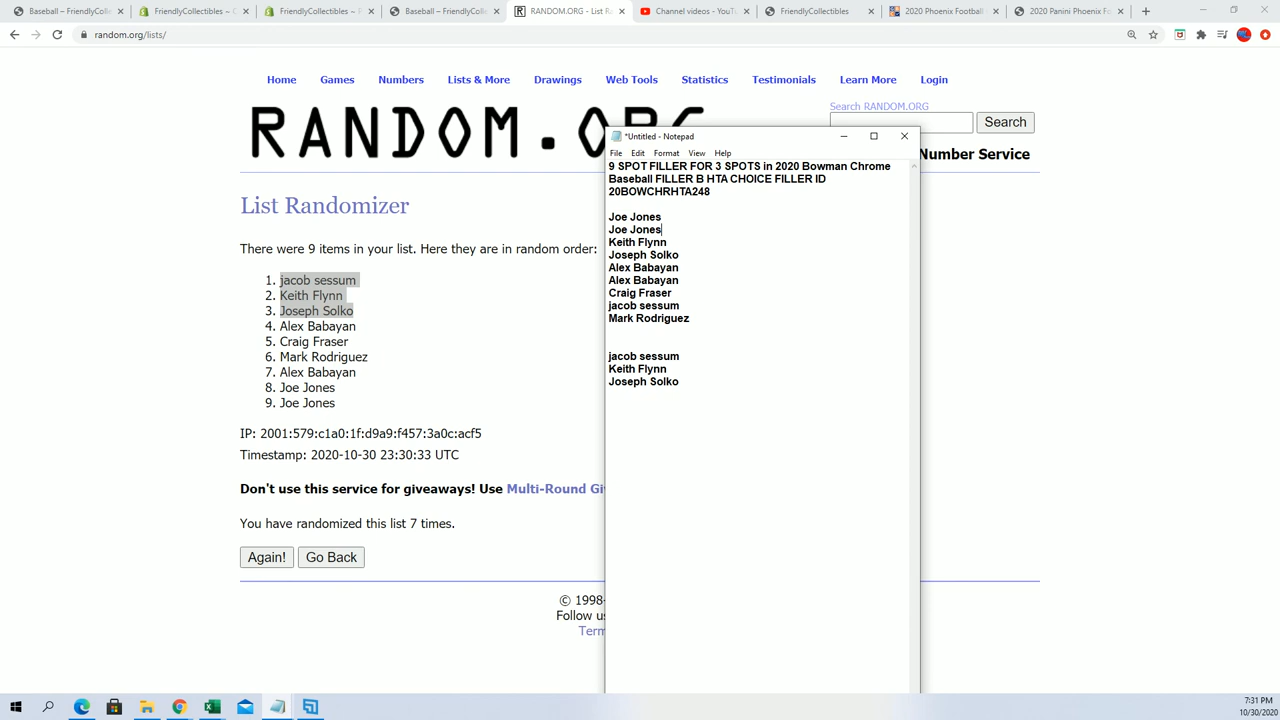 Baseball – FriendlyColle
FriendlyCollectibles ~ C
FriendlyCollectibles ~ P
Baseball – FriendlyCollec
RANDOM.ORG - List Ra
Channel videos - YouTu
FriendlyCollectibles
2020 Phoenix Football
2020 Panini Phoenix Fo
random.org/lists/
Home Games Numbers Lists & More Drawings Web Tools Statistics Testimonials Learn More Login
RANDOM.ORG
Search RANDOM.ORG
Search
Number Service
List Randomizer
There were 9 items in your list. Here they are in random order:
1. jacob sessum
2. Keith Flynn
3. Joseph Solko
4. Alex Babayan
5. Craig Fraser
6. Mark Rodriguez
7. Alex Babayan
8. Joe Jones
9. Joe Jones
IP: 2001:579:c1a0:1f:d9a9:f457:3a0c:acf5
Timestamp: 2020-10-30 23:30:33 UTC
Don't use this service for giveaways! Use Multi-Round Gi
You have randomized this list 7 times.
Again! Go Back
© 1998-
Follow us
Term
*Untitled - Notepad
File Edit Format View Help
9 SPOT FILLER FOR 3 SPOTS in 2020 Bowman Chrome
Baseball FILLER B HTA CHOICE FILLER ID
20BOWCHRHTA248
Joe Jones
Joe Jones
Keith Flynn
Joseph Solko
Alex Babayan
Alex Babayan
Craig Fraser
jacob sessum
Mark Rodriguez
jacob sessum
Keith Flynn
Joseph Solko
7:31 PM
10/30/2020